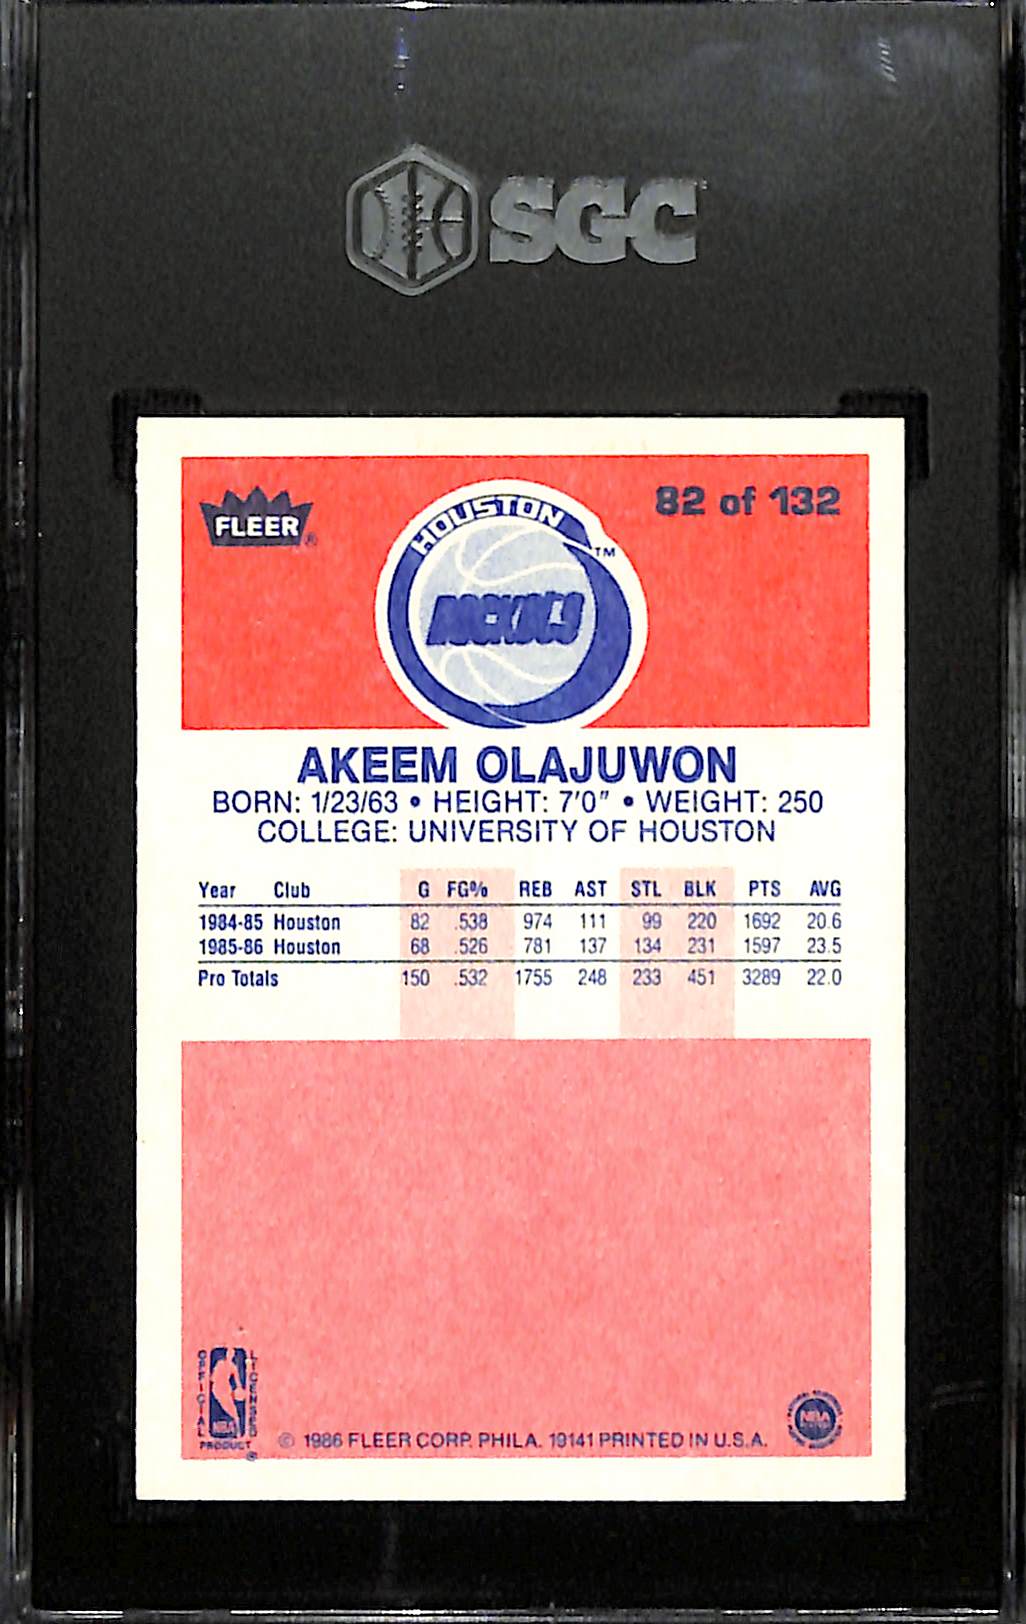 SGC
FLEER®
82 of 132
HOUSTON
ROCKETS
TM
AKEEM OLAJUWON
BORN: 1/23/63 • HEIGHT: 7'0" • WEIGHT: 250
COLLEGE: UNIVERSITY OF HOUSTON
Year Club G FG% REB AST STL BLK PTS AVG
1984-85 Houston 82 .538 974 111 99 220 1692 20.6
1985-86 Houston 68 .526 781 137 134 231 1597 23.5
Pro Totals 150 .532 1755 248 233 451 3289 22.0
OFFICIAL LICENSED
NBA
PRODUCT ®
© 1986 FLEER CORP. PHILA. 19141 PRINTED IN U.S.A.
NBA